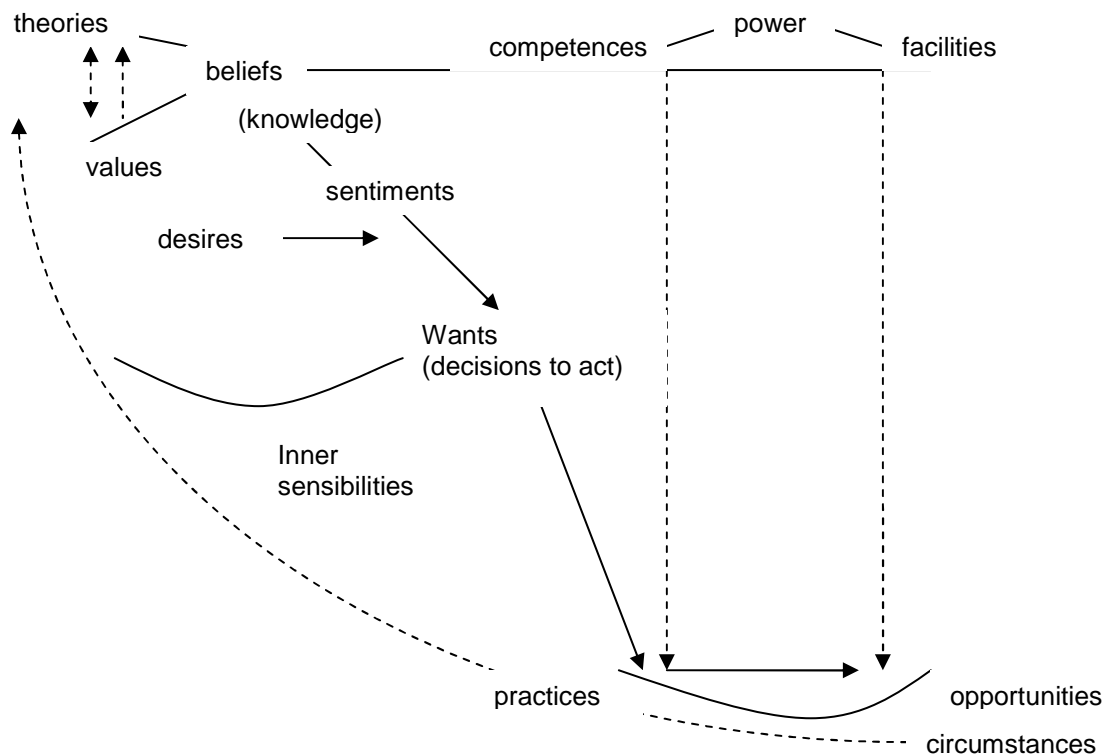 theories
power
competences
facilities
beliefs
(knowledge)
values
sentiments
desires
Wants
(decisions to act)
Inner
sensibilities
practices
opportunities
circumstances